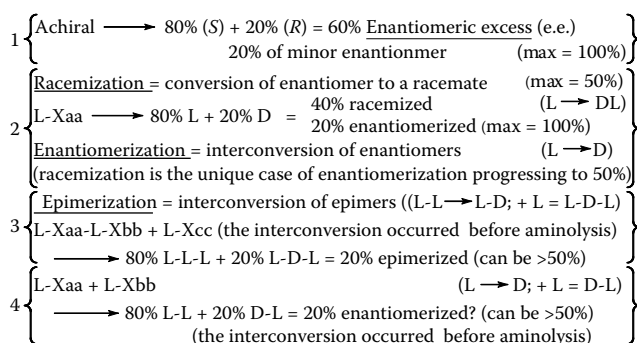 1 Achiral ⟶ 80% (S) + 20% (R) = 60% Enantiomeric excess (e.e.)
20% of minor enantionmer (max = 100%)
Racemization = conversion of enantiomer to a racemate (max = 50%)
2 L-Xaa ⟶ 80% L + 20% D = 40% racemized (L ⟶ DL)
20% enantiomerized (max = 100%)
Enantiomerization = interconversion of enantiomers (L ⟶ D)
(racemization is the unique case of enantiomerization progressing to 50%)
Epimerization = interconversion of epimers ((L-L ⟶ L-D; + L = L-D-L)
3 L-Xaa-L-Xbb + L-Xcc (the interconversion occurred before aminolysis)
⟶ 80% L-L-L + 20% L-D-L = 20% epimerized (can be >50%)
L-Xaa + L-Xbb (L ⟶ D; + L = D-L)
4 ⟶ 80% L-L + 20% D-L = 20% enantiomerized? (can be >50%)
(the interconversion occurred before aminolysis)